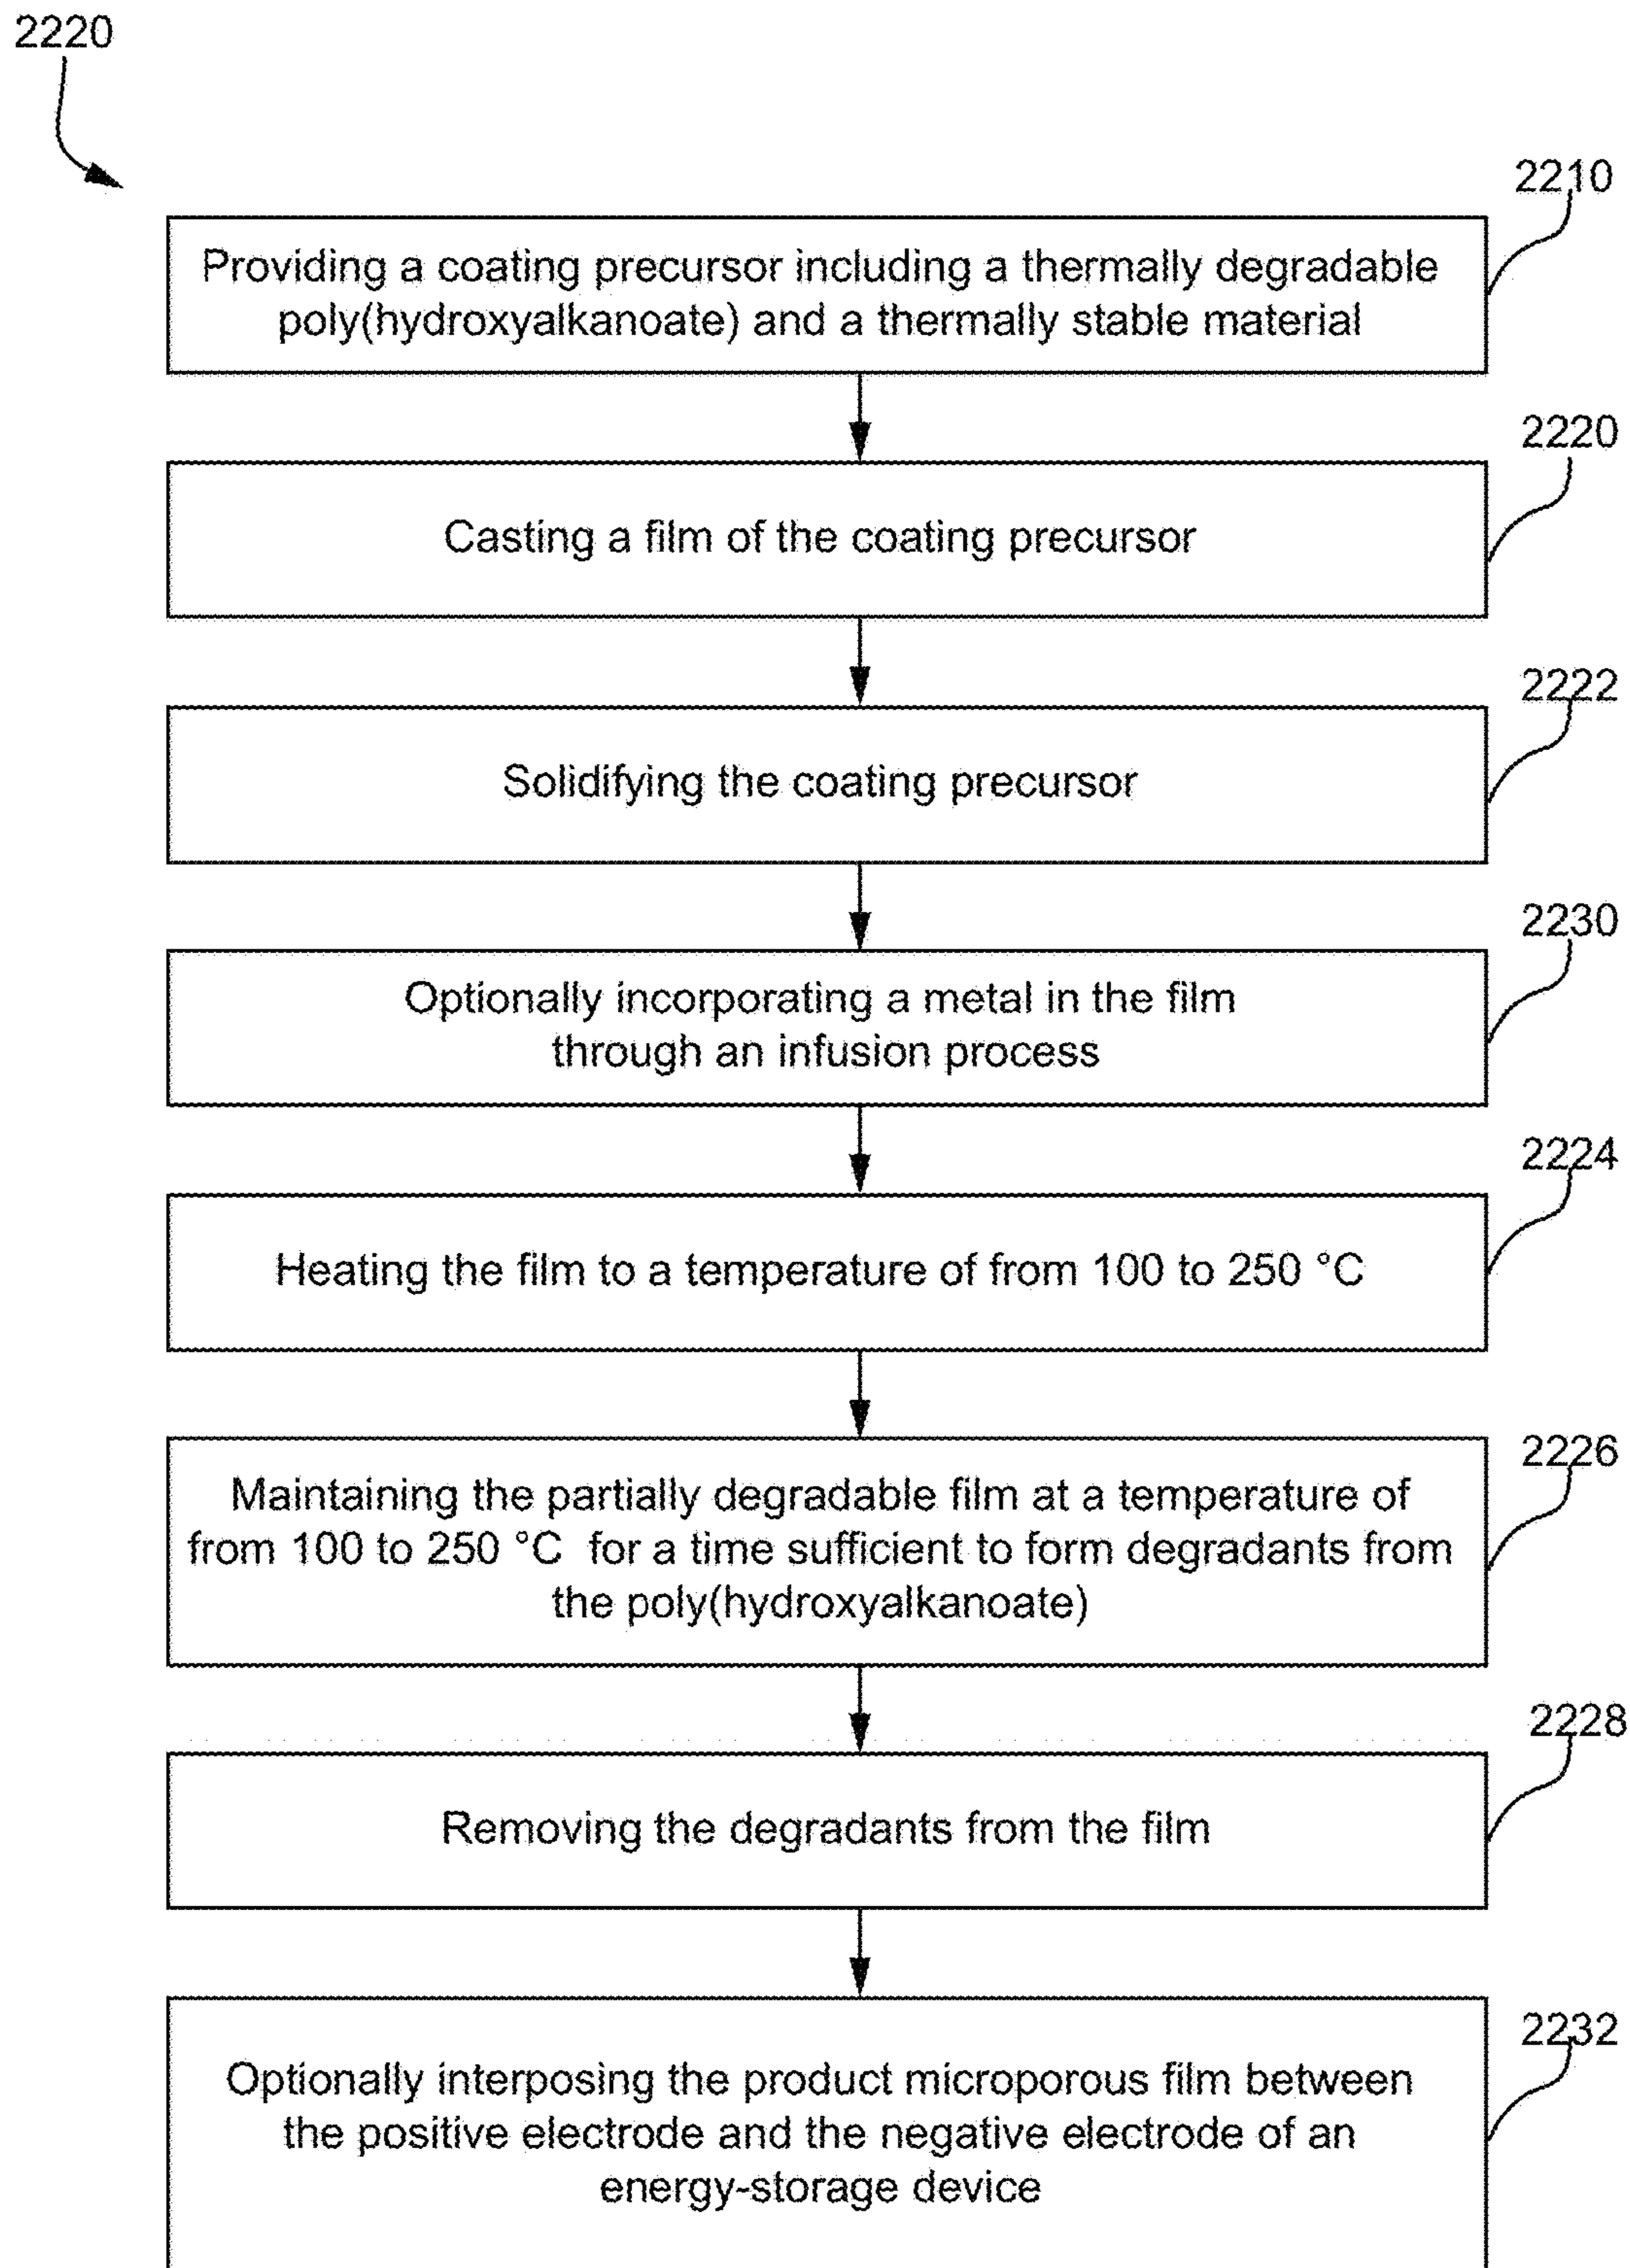 2220
2210
Providing a coating precursor including a thermally degradable
poly(hydroxyalkanoate) and a thermally stable material
2220
Casting a film of the coating precursor
2222
Solidifying the coating precursor
2230
Optionally incorporating a metal in the film
through an infusion process
2224
Heating the film to a temperature of from 100 to 250 °C
2226
Maintaining the partially degradable film at a temperature of
from 100 to 250 °C for a time sufficient to form degradants from
the poly(hydroxyalkanoate)
2228
Removing the degradants from the film
2232
Optionally interposing the product microporous film between
the positive electrode and the negative electrode of an
energy-storage device